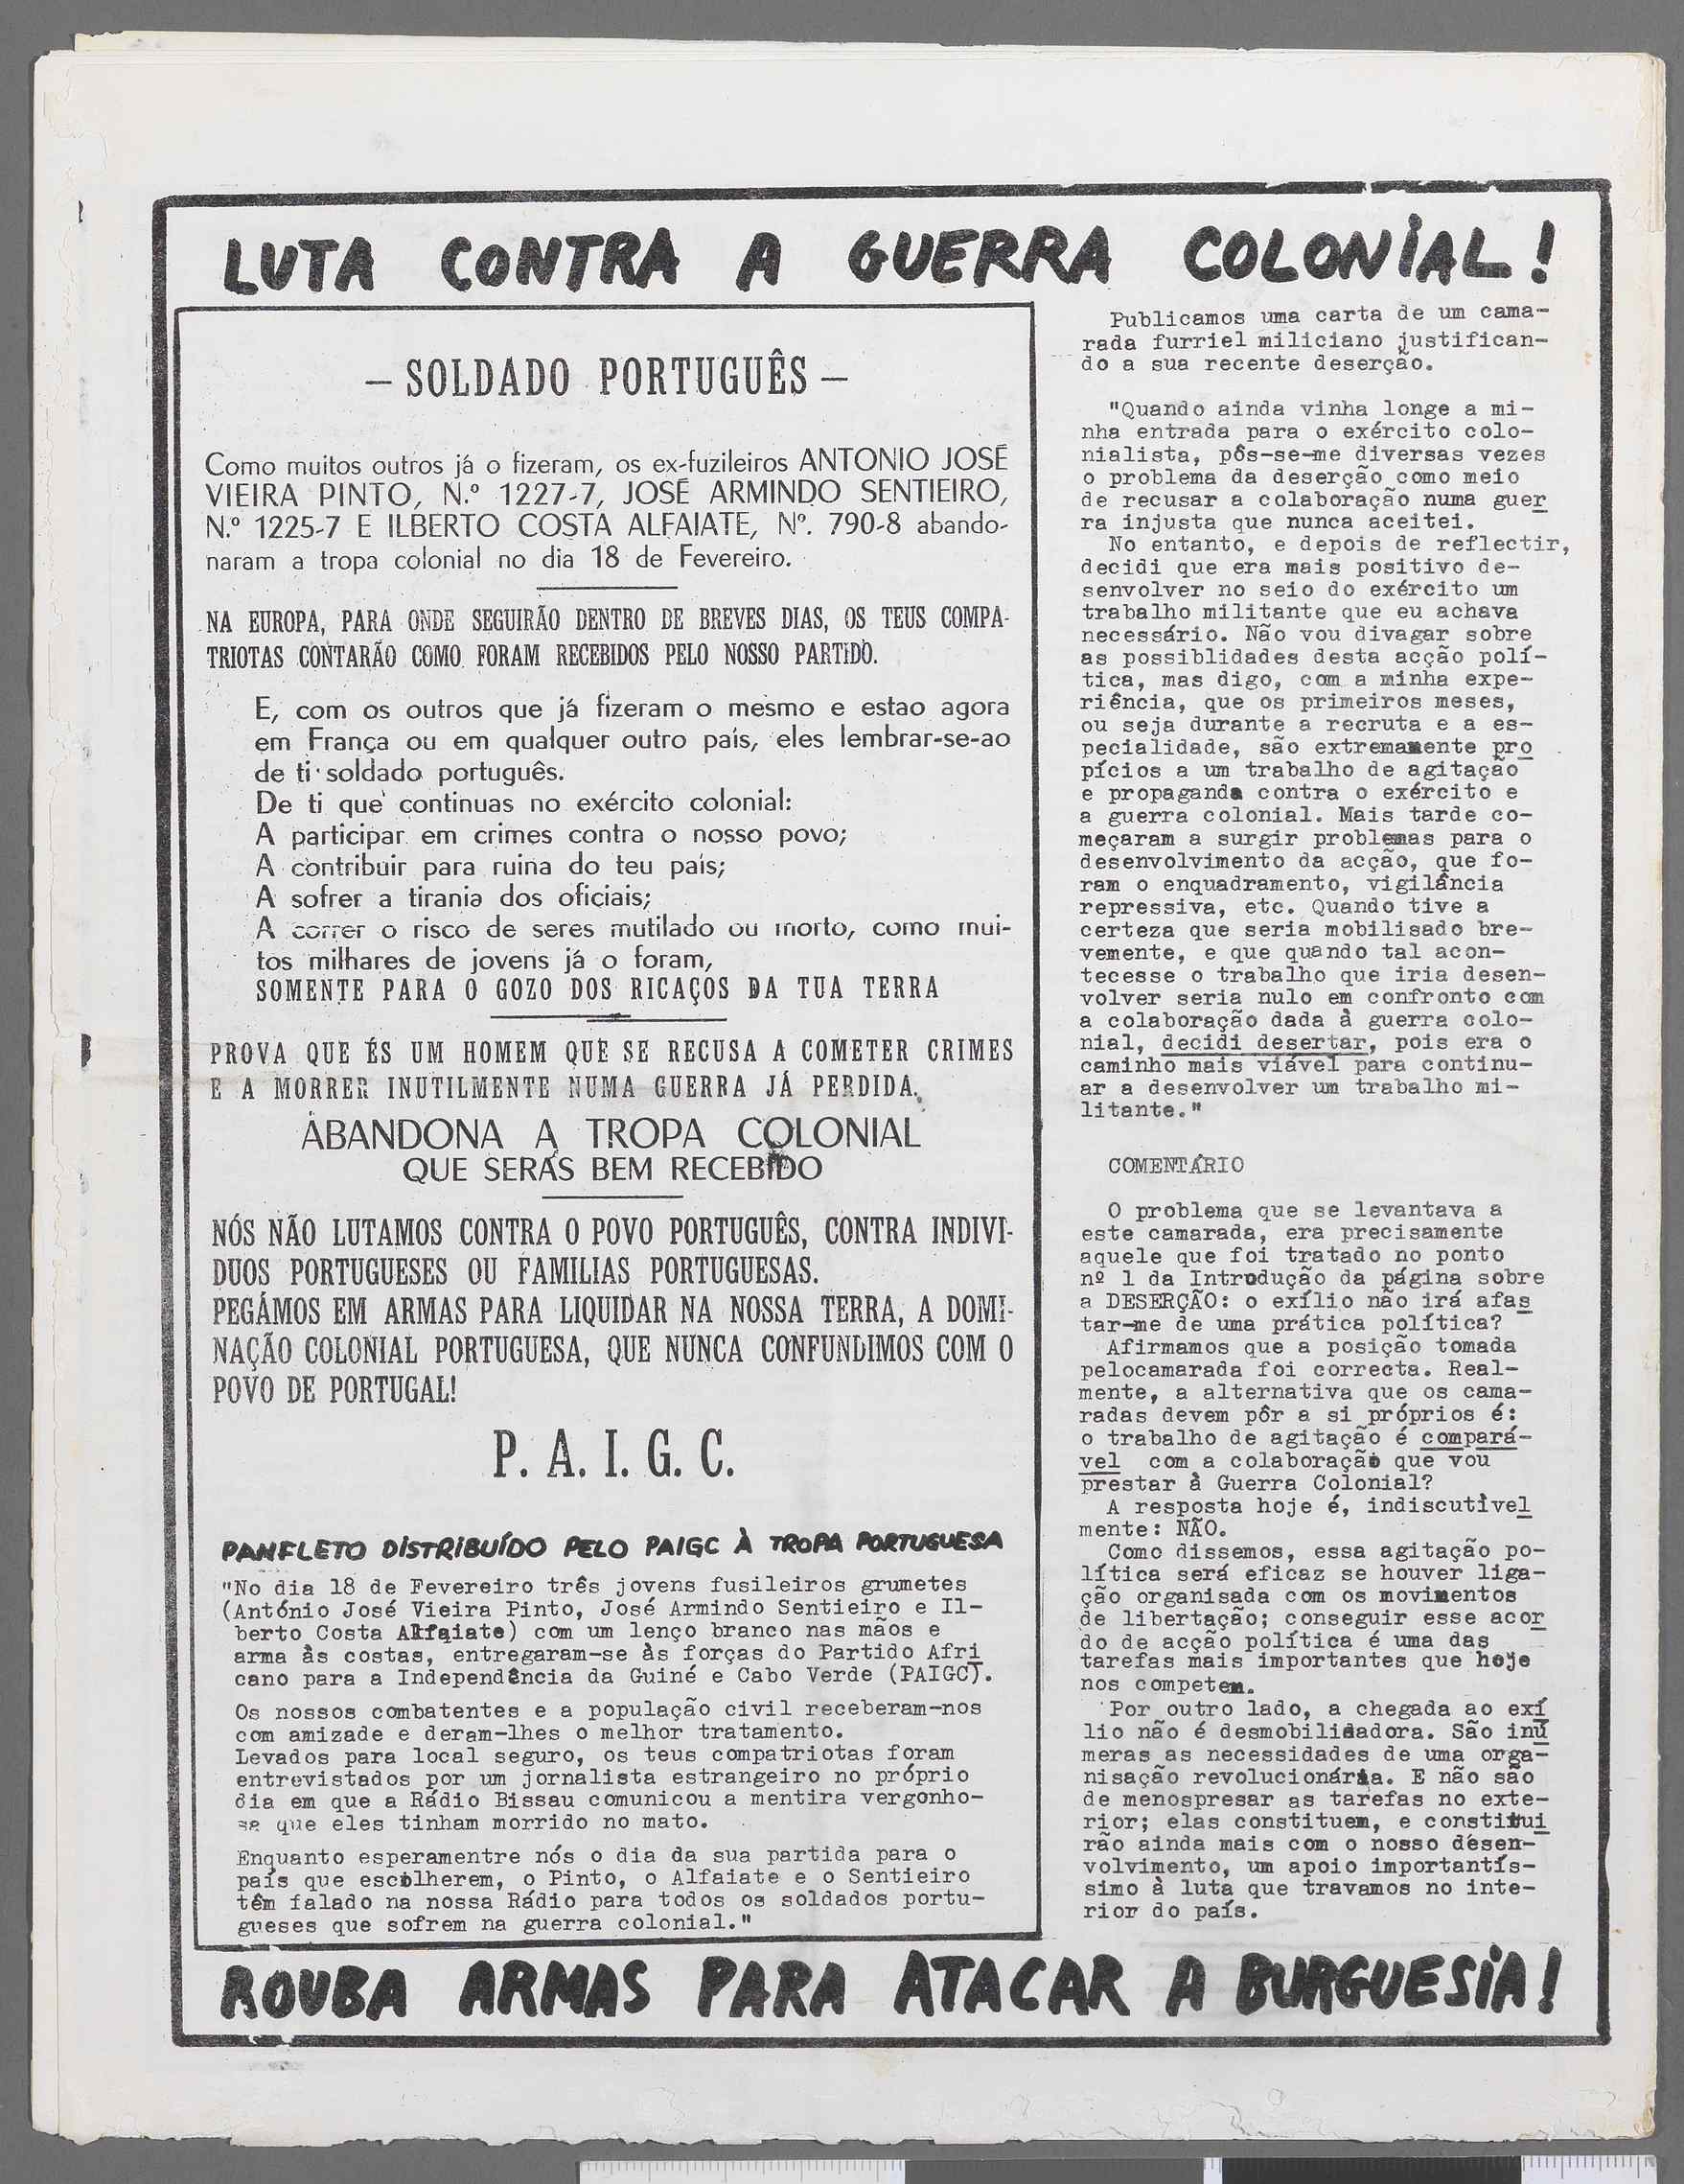 LUTA CONTRA A GUERRA COLONIAL!
— SOLDADO PORTUGUÊS —
Como muitos outros já o fizeram, os ex-fuzileiros ANTONIO JOSÉ
VIEIRA PINTO, N.º 1227-7, JOSÉ ARMINDO SENTIEIRO,
N.º 1225-7 E ILBERTO COSTA ALFAIATE, Nº. 790-8 abando-
naram a tropa colonial no dia 18 de Fevereiro.
NA EUROPA, PARA ONDE SEGUIRÃO DENTRO DE BREVES DIAS, OS TEUS COMPA-
TRIOTAS CONTARÃO COMO FORAM RECEBIDOS PELO NOSSO PARTIDO.
E, com os outros que já fizeram o mesmo e estao agora
em França ou em qualquer outro país, eles lembrar-se-ao
de ti soldado português.
De ti que continuas no exército colonial:
A participar em crimes contra o nosso povo;
A contribuir para ruina do teu país;
A sofrer a tirania dos oficiais;
A correr o risco de seres mutilado ou morto, como mui-
tos milhares de jovens já o foram,
SOMENTE PARA O GOZO DOS RICAÇOS DA TUA TERRA
PROVA QUE ÉS UM HOMEM QUE SE RECUSA A COMETER CRIMES
E A MORRER INUTILMENTE NUMA GUERRA JÁ PERDIDA.
ABANDONA A TROPA COLONIAL
QUE SERÁS BEM RECEBIDO
NÓS NÃO LUTAMOS CONTRA O POVO PORTUGUÊS, CONTRA INDIVI-
DUOS PORTUGUESES OU FAMILIAS PORTUGUESAS.
PEGÁMOS EM ARMAS PARA LIQUIDAR NA NOSSA TERRA, A DOMI-
NAÇÃO COLONIAL PORTUGUESA, QUE NUNCA CONFUNDIMOS COM O
POVO DE PORTUGAL!
P. A. I. G. C.
PANFLETO DISTRIBUÍDO PELO PAIGC À TROPA PORTUGUESA
"No dia 18 de Fevereiro três jovens fusileiros grumetes
(António José Vieira Pinto, José Armindo Sentieiro e Il-
berto Costa Alfaiate) com um lenço branco nas mãos e
arma às costas, entregaram-se às forças do Partido Afri
cano para a Independência da Guiné e Cabo Verde (PAIGC).
Os nossos combatentes e a população civil receberam-nos
com amizade e deram-lhes o melhor tratamento.
Levados para local seguro, os teus compatriotas foram
entrevistados por um jornalista estrangeiro no próprio
dia em que a Rádio Bissau comunicou a mentira vergonho-
sa que eles tinham morrido no mato.
Enquanto esperamentre nós o dia da sua partida para o
país que escolherem, o Pinto, o Alfaiate e o Sentieiro
têm falado na nossa Rádio para todos os soldados portu-
gueses que sofrem na guerra colonial."
Publicamos uma carta de um cama-
rada furriel miliciano justifican-
do a sua recente deserção.
"Quando ainda vinha longe a mi-
nha entrada para o exército colo-
nialista, pôs-se-me diversas vezes
o problema da deserção como meio
de recusar a colaboração numa guer
ra injusta que nunca aceitei.
No entanto, e depois de reflectir,
decidi que era mais positivo de-
senvolver no seio do exército um
trabalho militante que eu achava
necessário. Não vou divagar sobre
as possiblidades desta acção polí-
tica, mas digo, com a minha expe-
riência, que os primeiros meses,
ou seja durante a recruta e a es-
pecialidade, são extremamente pro
pícios a um trabalho de agitação
e propaganda contra o exército e
a guerra colonial. Mais tarde co-
meçaram a surgir problemas para o
desenvolvimento da acção, que fo-
ram o enquadramento, vigilância
repressiva, etc. Quando tive a
certeza que seria mobilisado bre-
vemente, e que quando tal acon-
tecesse o trabalho que iria desen-
volver seria nulo em confronto com
a colaboração dada à guerra colo-
nial, decidi desertar, pois era o
caminho mais viável para continu-
ar a desenvolver um trabalho mi-
litante."
COMENTÁRIO
O problema que se levantava a
este camarada, era precisamente
aquele que foi tratado no ponto
nº 1 da Introdução da página sobre
a DESERÇÃO: o exílio não irá afas
tar-me de uma prática política?
Afirmamos que a posição tomada
pelocamarada foi correcta. Real-
mente, a alternativa que os cama-
radas devem pôr a si próprios é:
o trabalho de agitação é compará-
vel com a colaboração que vou
prestar à Guerra Colonial?
A resposta hoje é, indiscutivel
mente: NÃO.
Como dissemos, essa agitação po-
lítica será eficaz se houver liga-
ção organisada com os movimentos
de libertação; conseguir esse acor
do de acção política é uma das
tarefas mais importantes que hoje
nos competem.
Por outro lado, a chegada ao exí
lio não é desmobilisadora. São inú
meras as necessidades de uma orga-
nisação revolucionária. E não são
de menospresar as tarefas no exte-
rior; elas constituem, e constitui
rão ainda mais com o nosso desen-
volvimento, um apoio importantís-
simo à luta que travamos no inte-
rior do país.
ROUBA ARMAS PARA ATACAR A BURGUESIA!